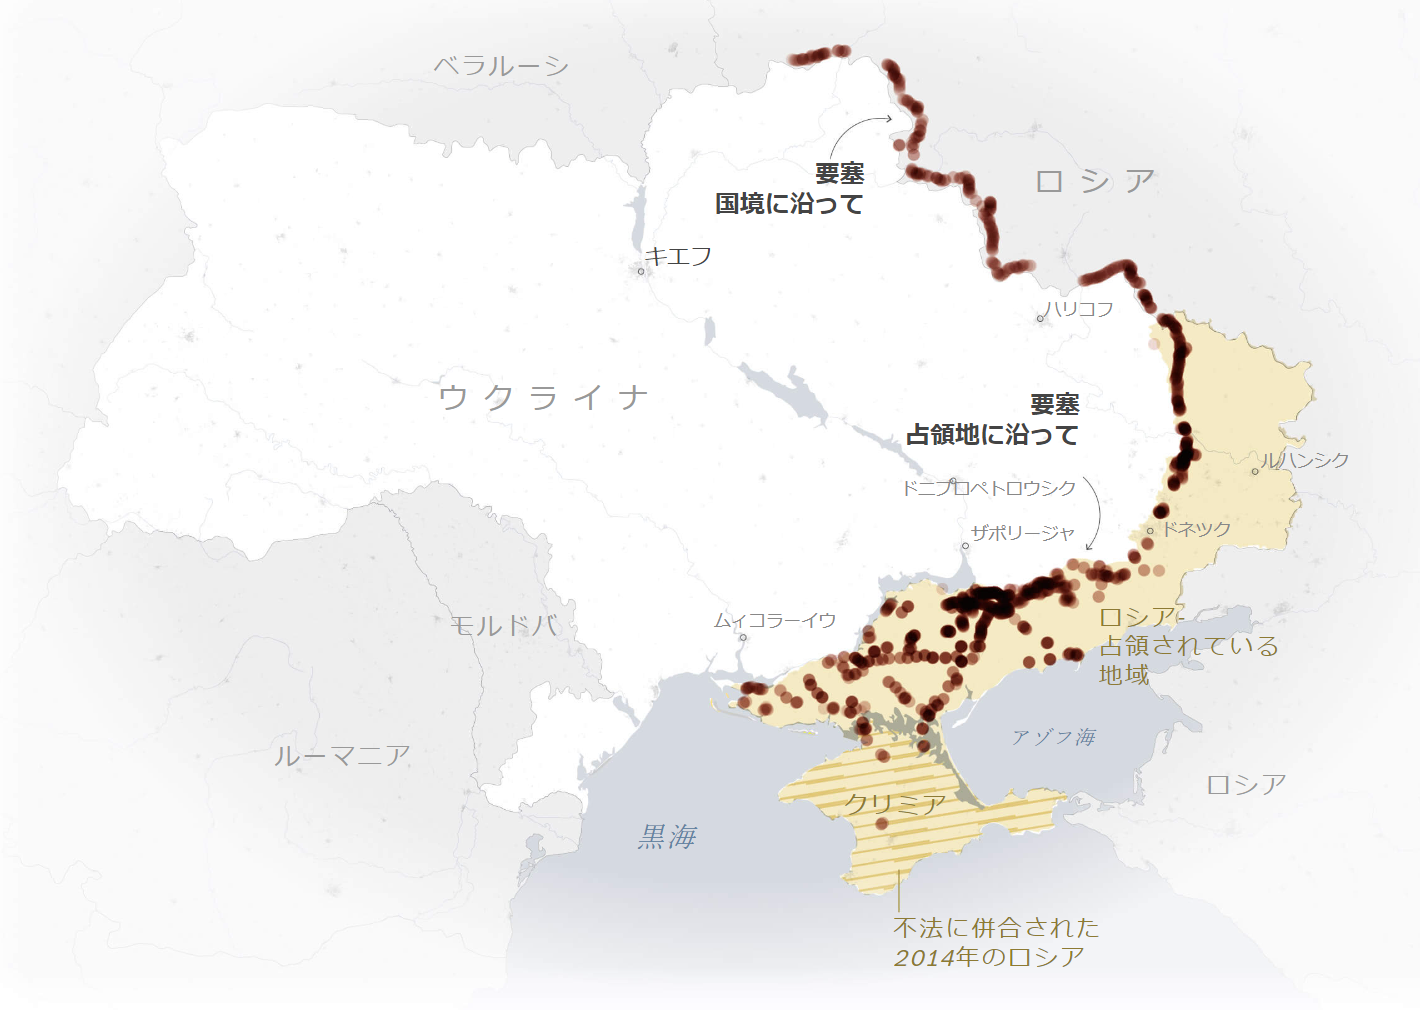 ベラルーシ
要塞
国境に沿って
ロシア
キエフ
ハリコフ
ウクライナ
要塞
占領地に沿って
ルハンシク
ドニプロペトロウシク
ザポリージャ
ドネツク
モルドバ
ムィコラーイウ
ロシア-
占領されている
地域
ルーマニア
アゾフ海
ロシア
クリミア
黒海
不法に併合された
2014年のロシア